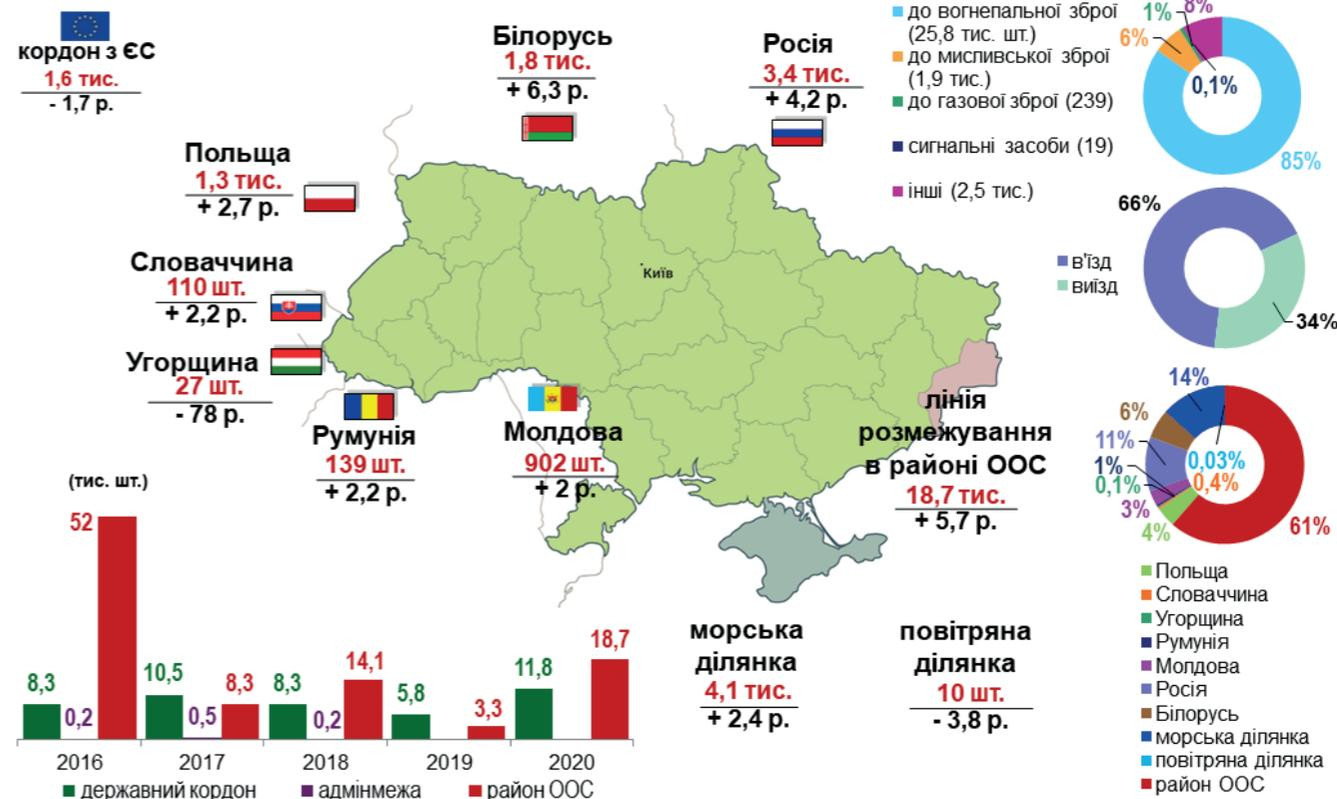 кордон з ЄС
1,6 тис.
- 1,7 р.
Білорусь
1,8 тис.
+ 6,3 р.
Росія
3,4 тис.
+ 4,2 р.
Польща
1,3 тис.
+ 2,7 р.
Словаччина
110 шт.
+ 2,2 р.
Угорщина
27 шт.
- 78 р.
Румунія
139 шт.
+ 2,2 р.
Молдова
902 шт.
+ 2 р.
Київ
лінія
розмежування
в районі ООС
18,7 тис.
+ 5,7 р.
морська
ділянка
4,1 тис.
+ 2,4 р.
повітряна
ділянка
10 шт.
- 3,8 р.
(тис. шт.)
8,3
0,2
52
10,5
0,5
8,3
8,3
0,2
14,1
5,8
3,3
11,8
18,7
2016
2017
2018
2019
2020
державний кордон
адмінмежа
район ООС
до вогнепальної зброї
(25,8 тис. шт.)
до мисливської зброї
(1,9 тис.)
до газової зброї (239)
сигнальні засоби (19)
інші (2,5 тис.)
1%
8%
6%
0,1%
85%
66%
в'їзд
виїзд
34%
14%
6%
11%
1%
0,1%
3%
4%
0,03%
0,4%
61%
Польща
Словаччина
Угорщина
Румунія
Молдова
Росія
Білорусь
морська ділянка
повітряна ділянка
район ООС